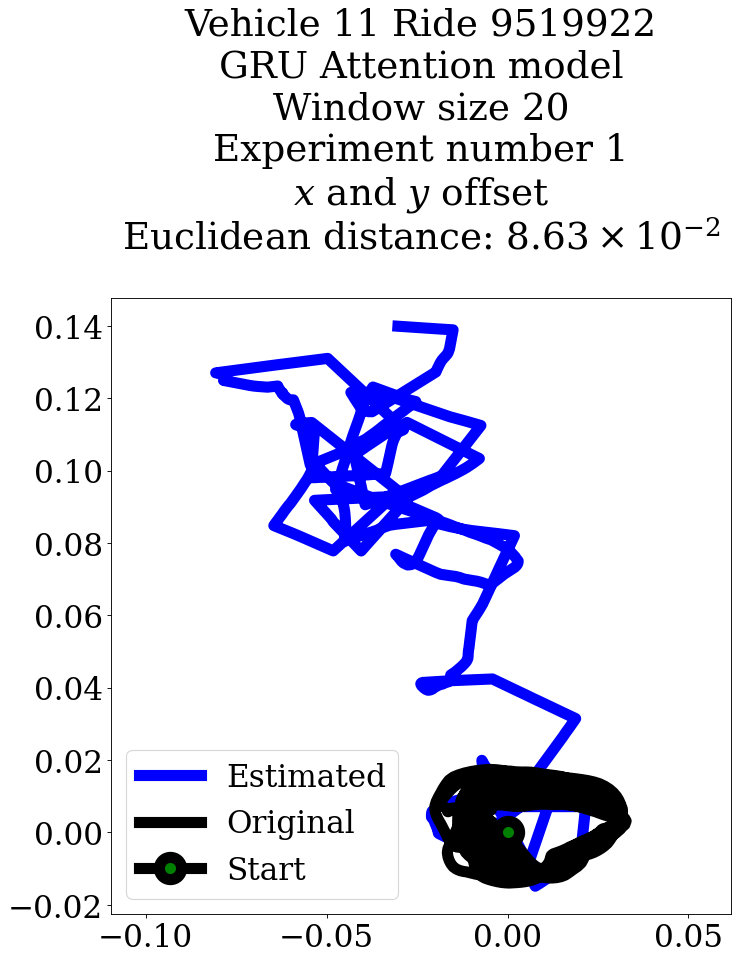 Vehicle 11 Ride 9519922
GRU Attention model
Window size 20
Experiment number 1
x and y offset
Euclidean distance: 8.63 × 10⁻²
0.14
0.12
0.10
0.08
0.06
0.04
0.02
0.00
−0.02
Estimated
Original
Start
−0.10 −0.05 0.00 0.05